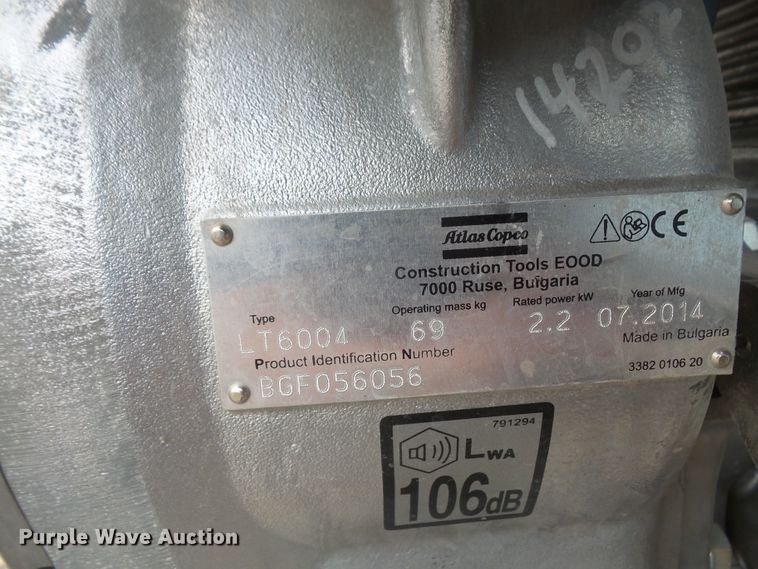 14202
Atlas Copco
Construction Tools EOOD
7000 Ruse, Bulgaria
Type
LT6004
Operating mass kg
69
Rated power kW
2.2
Year of Mfg
07.2014
Made in Bulgaria
Product Identification Number
BGF056056
3382 0106 20
CE
791294
LWA
106dB
Purple Wave Auction